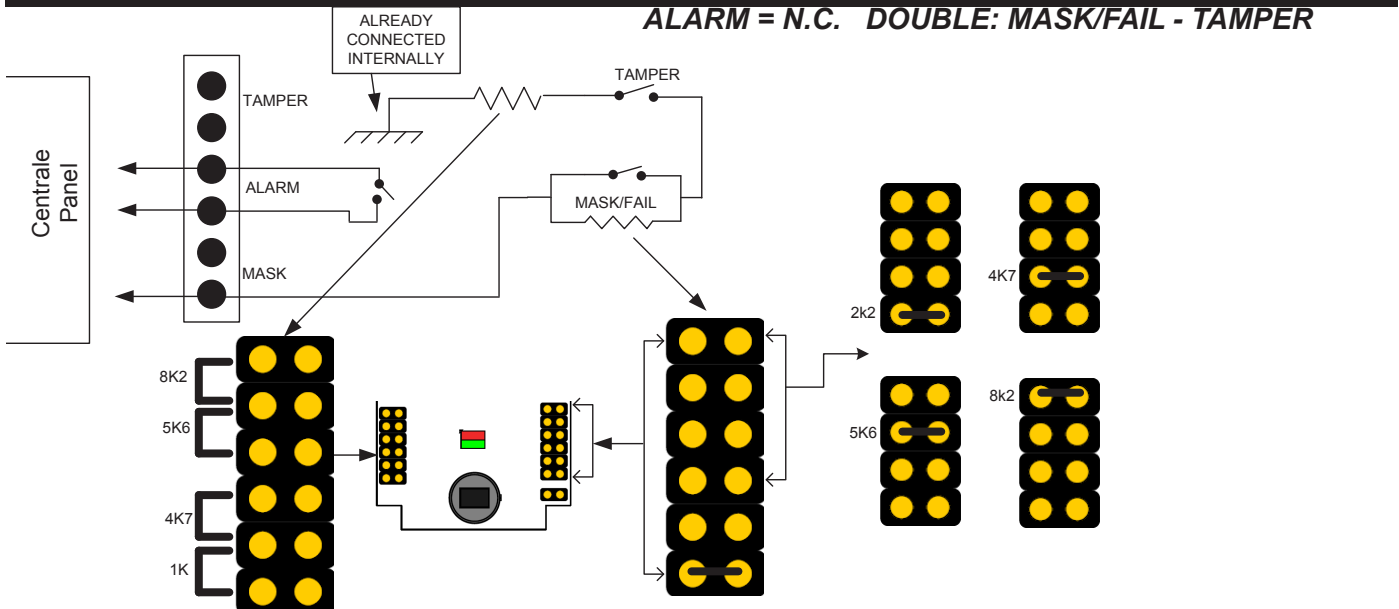 ALARM = N.C. DOUBLE: MASK/FAIL - TAMPER
ALREADY
CONNECTED
INTERNALLY
TAMPER
TAMPER
Centrale
Panel
ALARM
MASK/FAIL
MASK
2k2
4K7
8K2
5K6
4K7
1K
5K6
8k2